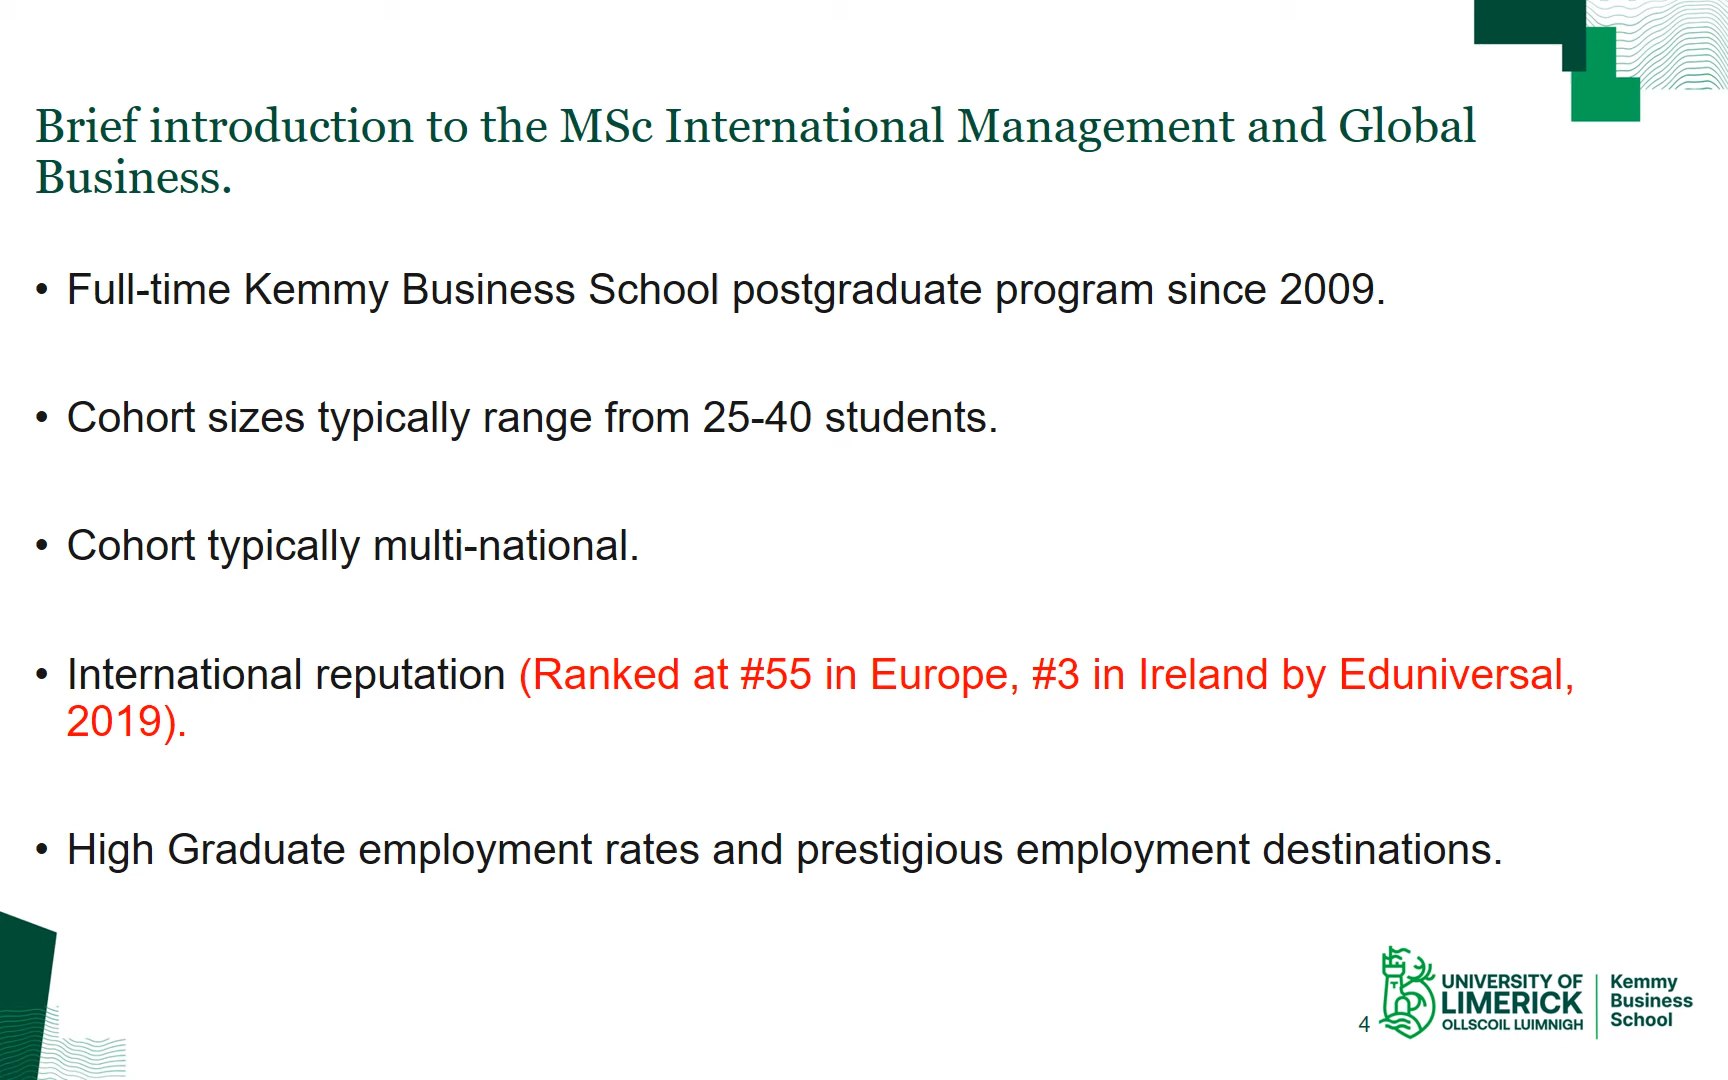 Brief introduction to the MSc International Management and Global
Business.
• Full-time Kemmy Business School postgraduate program since 2009.
• Cohort sizes typically range from 25-40 students.
• Cohort typically multi-national.
• International reputation (Ranked at #55 in Europe, #3 in Ireland by Eduniversal,
2019).
• High Graduate employment rates and prestigious employment destinations.
4
UNIVERSITY OF
LIMERICK
OLLSCOIL LUIMNIGH
Kemmy
Business
School